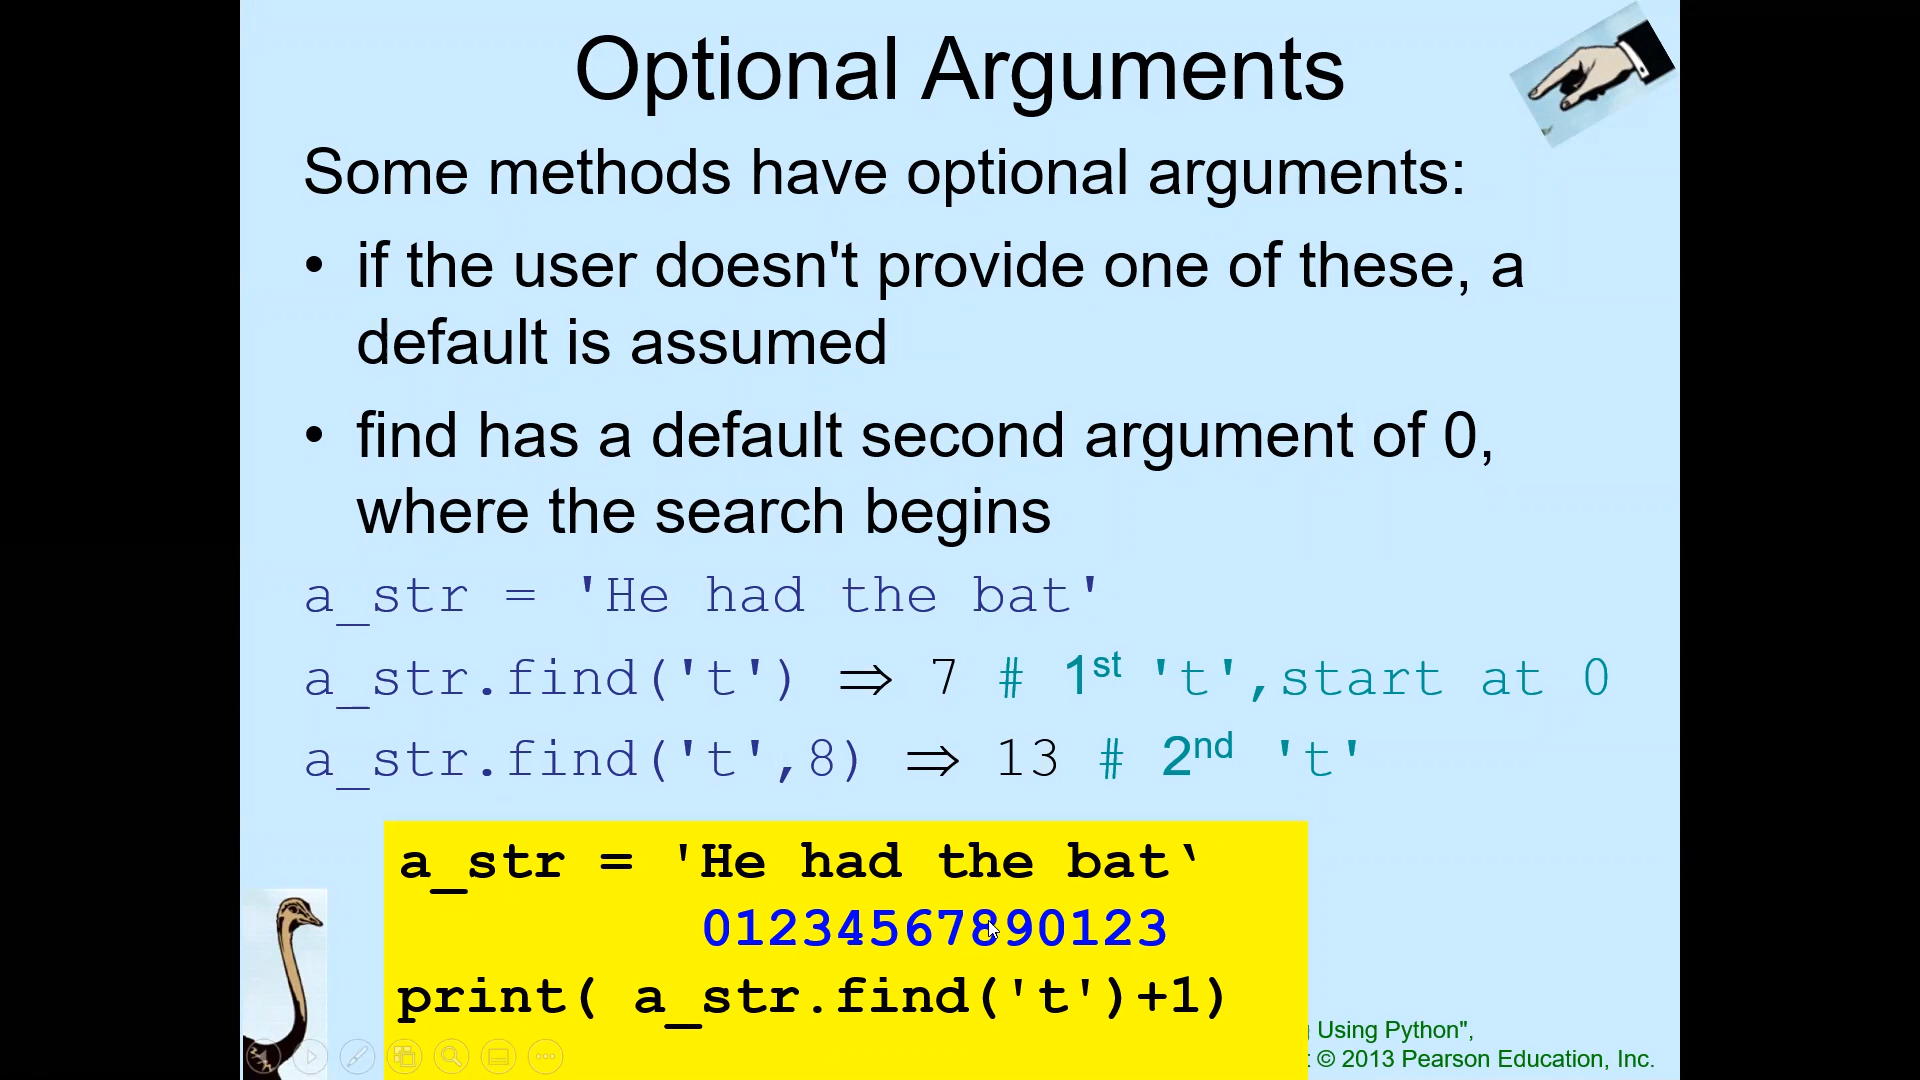 Optional Arguments
Some methods have optional arguments:
• if the user doesn't provide one of these, a
default is assumed
• find has a default second argument of 0,
where the search begins
a_str = 'He had the bat'
a_str.find('t') ⇒ 7 # 1st 't',start at 0
a_str.find('t',8) ⇒ 13 # 2nd 't'
a_str = 'He had the bat‘
01234567890123
print( a_str.find('t')+1)
Using Python",
© 2013 Pearson Education, Inc.